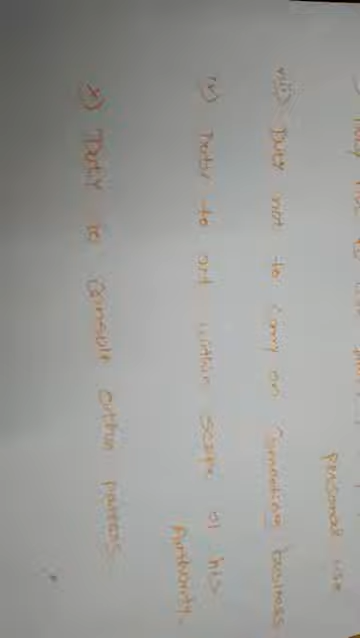 personal use
viii) Duty not to carry on competing business
ix) Duty to act within scope of his
Authority.
x) Duty to consult other partners